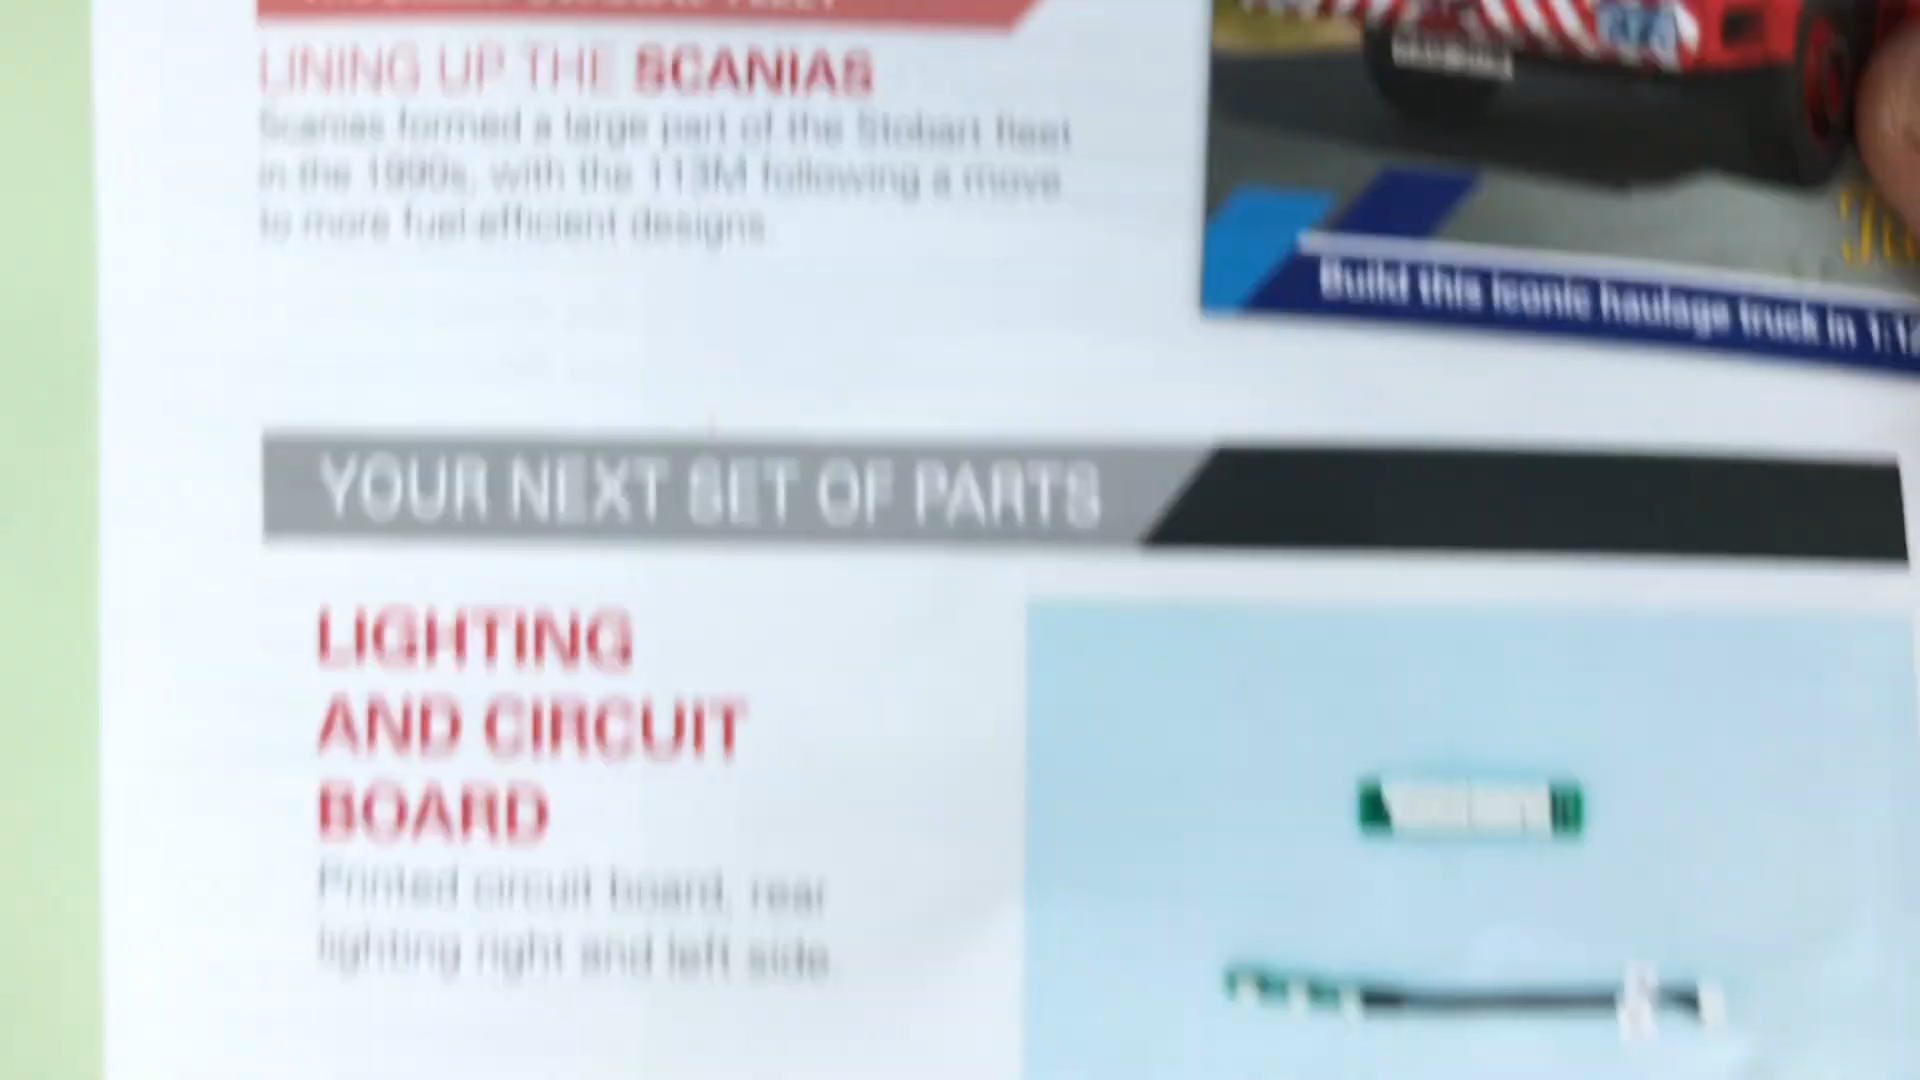 LINING UP THE SCANIAS
Scanias formed a large part of the Stobart fleet
in the 1990s, with the 113M following a move
to more fuel-efficient designs.
Build this iconic haulage truck in 1:1
YOUR NEXT SET OF PARTS
LIGHTING
AND CIRCUIT
BOARD
Printed circuit board, rear
lighting right and left side.